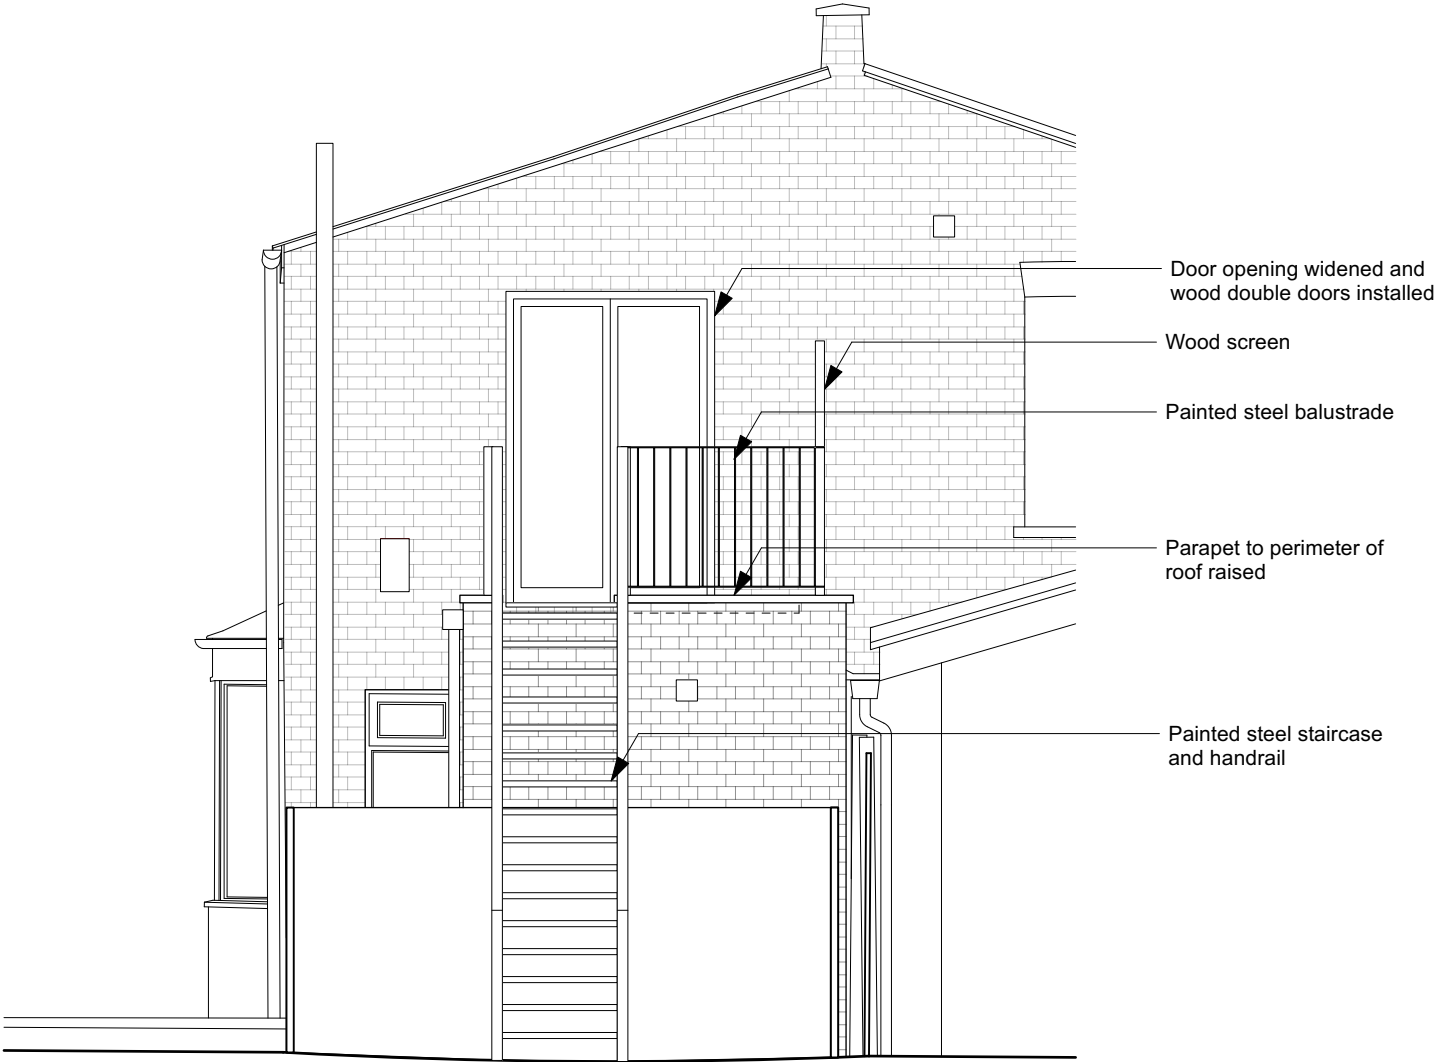 Door opening widened and
wood double doors installed
Wood screen
Painted steel balustrade
Parapet to perimeter of
roof raised
Painted steel staircase
and handrail